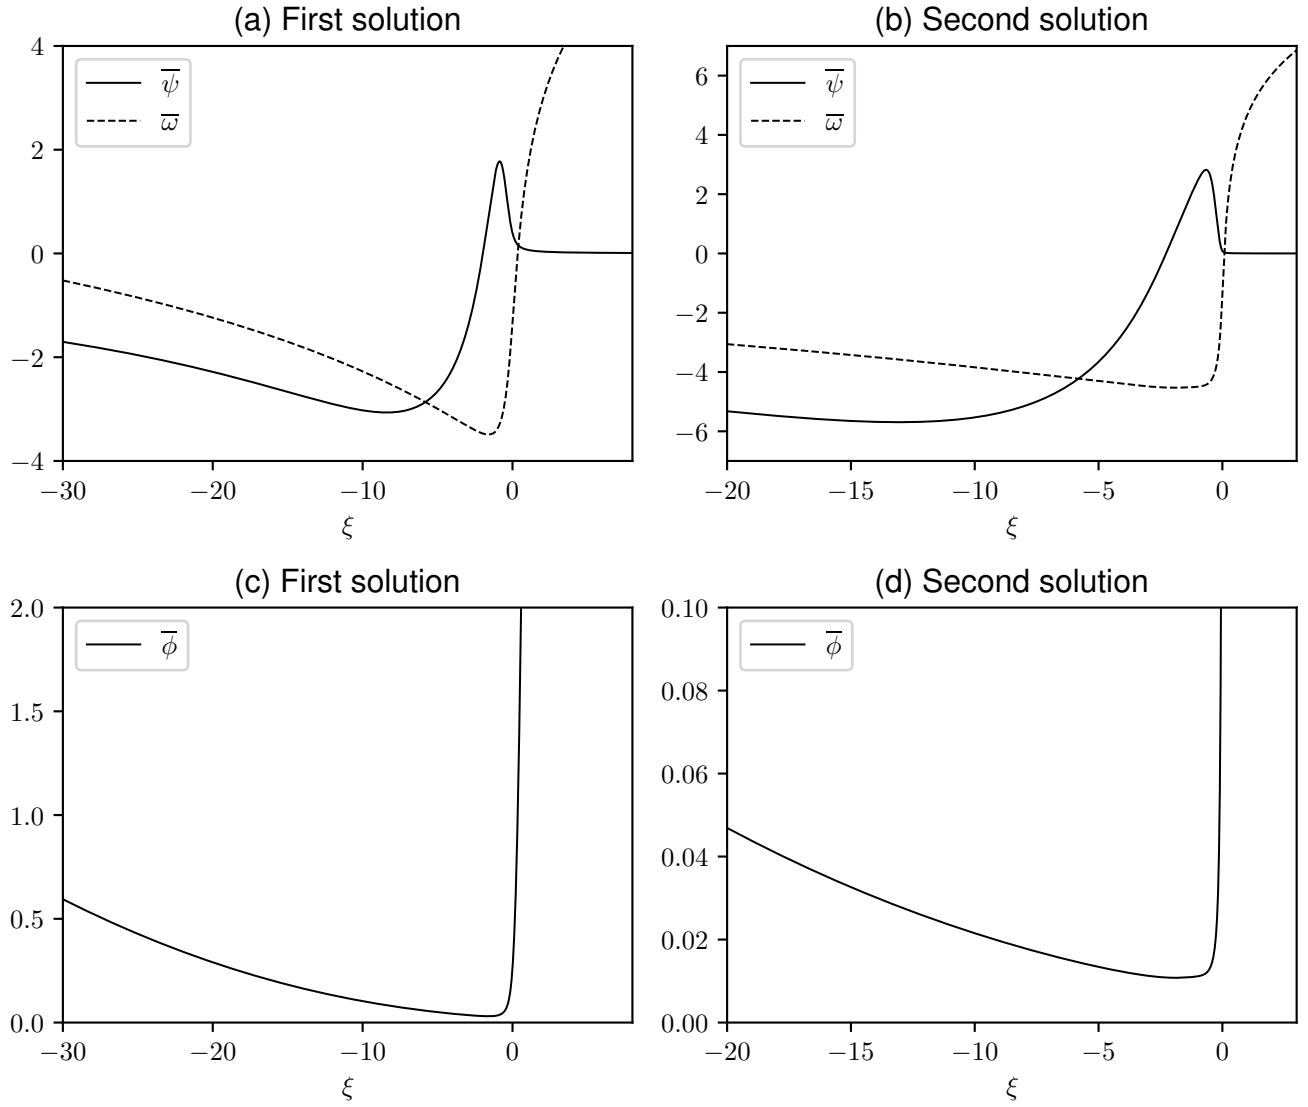 (a) First solution
4
2
0
−2
−4
−30 −20 −10 0
ξ
ψ̅
ω̅
(b) Second solution
6
4
2
0
−2
−4
−6
−20 −15 −10 −5 0
ξ
ψ̅
ω̅
(c) First solution
2.0
1.5
1.0
0.5
0.0
−30 −20 −10 0
ξ
ϕ̅
(d) Second solution
0.10
0.08
0.06
0.04
0.02
0.00
−20 −15 −10 −5 0
ξ
ϕ̅